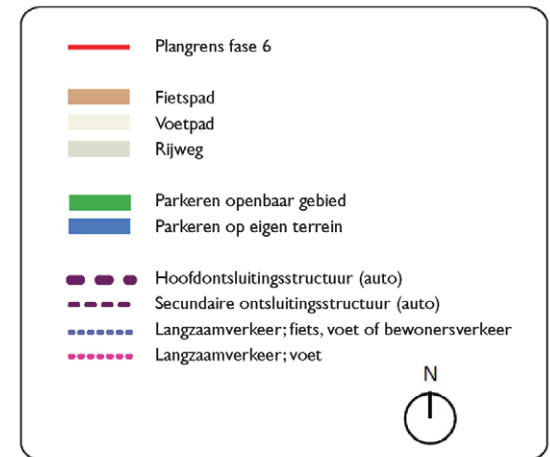 Plangrens fase 6
Fietspad
Voetpad
Rijweg
Parkeren openbaar gebied
Parkeren op eigen terrein
Hoofdontsluitingsstructuur (auto)
Secundaire ontsluitingsstructuur (auto)
Langzaamverkeer; fiets, voet of bewonersverkeer
Langzaamverkeer; voet
N